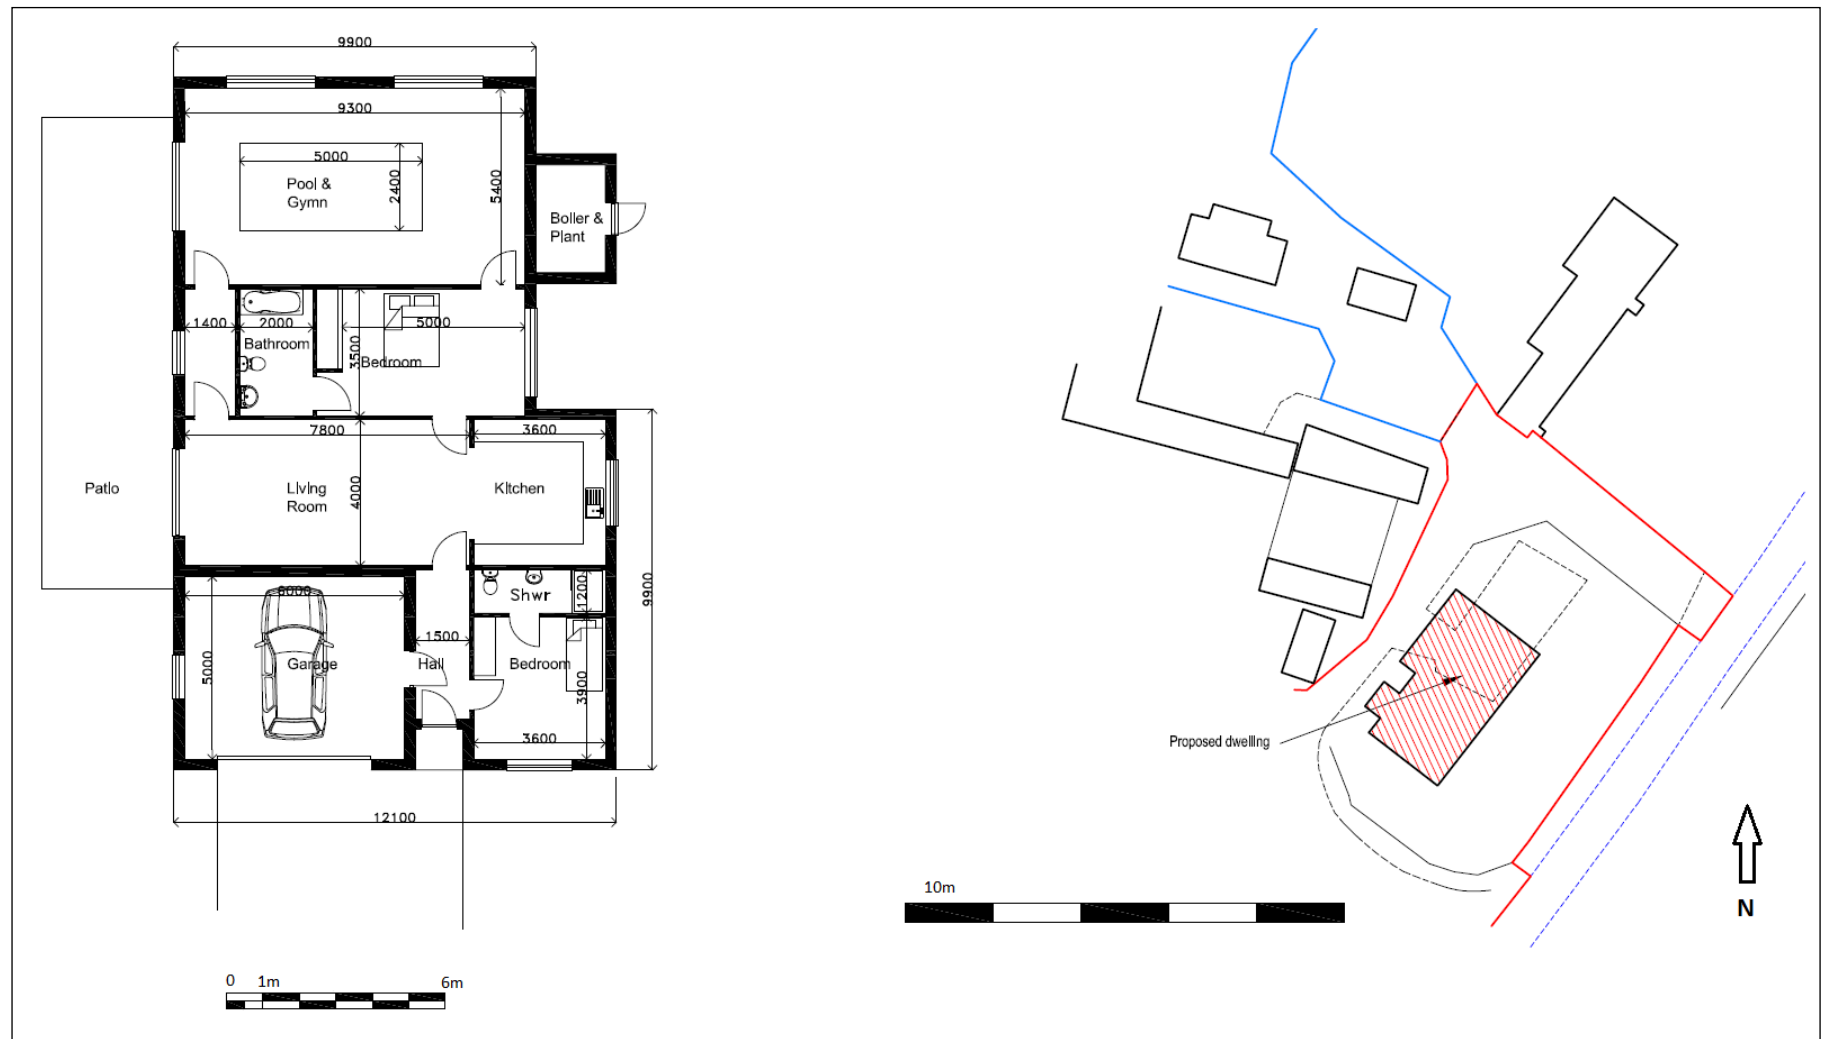 9900
9300
5000
Pool &
Gymn
2400
5400
Boiler &
Plant
1400
2000
5000
Bathroom
3500
Bedroom
7800
3600
Patio
Living
Room
4000
Kitchen
6000
Shwr
1200
9900
5000
1500
Garage
Hall
Bedroom
3900
3600
12100
0 1m 6m
Proposed dwelling
10m
N